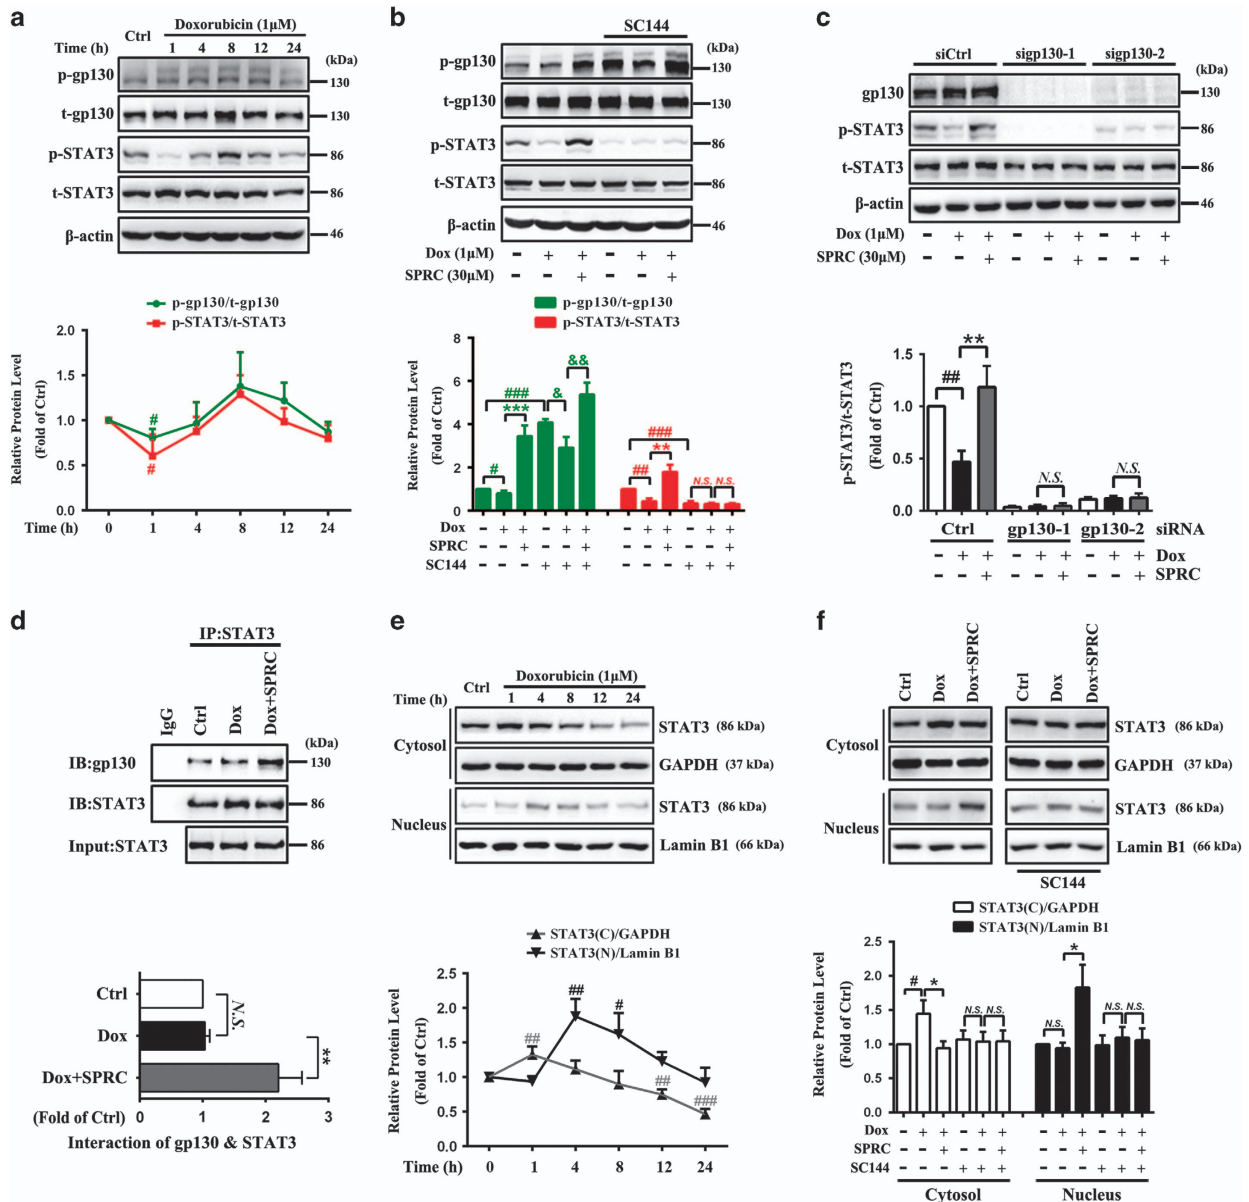 a
Doxorubicin (1μM)
Ctrl
Time (h) 1 4 8 12 24
(kDa)
p-gp130 130
t-gp130 130
p-STAT3 86
t-STAT3 86
β-actin 46
p-gp130/t-gp130
p-STAT3/t-STAT3
Relative Protein Level
(Fold of Ctrl)
2.0
1.5
1.0
0.5
0.0
#
#
Time (h) 0 1 4 8 12 24
b
SC144
(kDa)
p-gp130 130
t-gp130 130
p-STAT3 86
t-STAT3 86
β-actin 46
Dox (1μM) - + + - + +
SPRC (30μM) - - + - - +
p-gp130/t-gp130
p-STAT3/t-STAT3
Relative Protein Level
(Fold of Ctrl)
8
6
4
2
0
# *** ### & &&
## ** ### N.S. N.S.
Dox - + + - + + - + + - + +
SPRC - - + - - + - - + - - +
SC144 - - - + + + - - - + + +
c
siCtrl sigp130-1 sigp130-2
(kDa)
gp130 130
p-STAT3 86
t-STAT3 86
β-actin 46
Dox (1μM) - + + - + + - + +
SPRC (30μM) - - + - - + - - +
p-STAT3/t-STAT3
(Fold of Ctrl)
1.5
1.0
0.5
0.0
## ** N.S. N.S.
Ctrl gp130-1 gp130-2 siRNA
- + + - + + - + + Dox
- - + - - + - - + SPRC
d
IP:STAT3
IgG Ctrl Dox Dox+SPRC
(kDa)
IB:gp130 130
IB:STAT3 86
Input:STAT3 86
Ctrl
Dox
Dox+SPRC
N.S.
**
(Fold of Ctrl) 0 1 2 3
Interaction of gp130 & STAT3
e
Doxorubicin (1μM)
Ctrl
Time (h) 1 4 8 12 24
Cytosol
STAT3 (86 kDa)
GAPDH (37 kDa)
Nucleus
STAT3 (86 kDa)
Lamin B1 (66 kDa)
STAT3(C)/GAPDH
STAT3(N)/Lamin B1
Relative Protein Level
(Fold of Ctrl)
2.5
2.0
1.5
1.0
0.5
0.0
## ## # ## ###
Time (h) 0 1 4 8 12 24
f
Ctrl Dox Dox+SPRC Ctrl Dox Dox+SPRC
Cytosol
STAT3 (86 kDa)
GAPDH (37 kDa)
Nucleus
STAT3 (86 kDa)
Lamin B1 (66 kDa)
SC144
STAT3(C)/GAPDH
STAT3(N)/Lamin B1
Relative Protein Level
(Fold of Ctrl)
2.5
2.0
1.5
1.0
0.5
0.0
# * N.S. N.S. N.S. * N.S. N.S.
Dox - + + - + + - + + - + +
SPRC - - + - - + - - + - - +
SC144 - - - + + + - - - + + +
Cytosol Nucleus